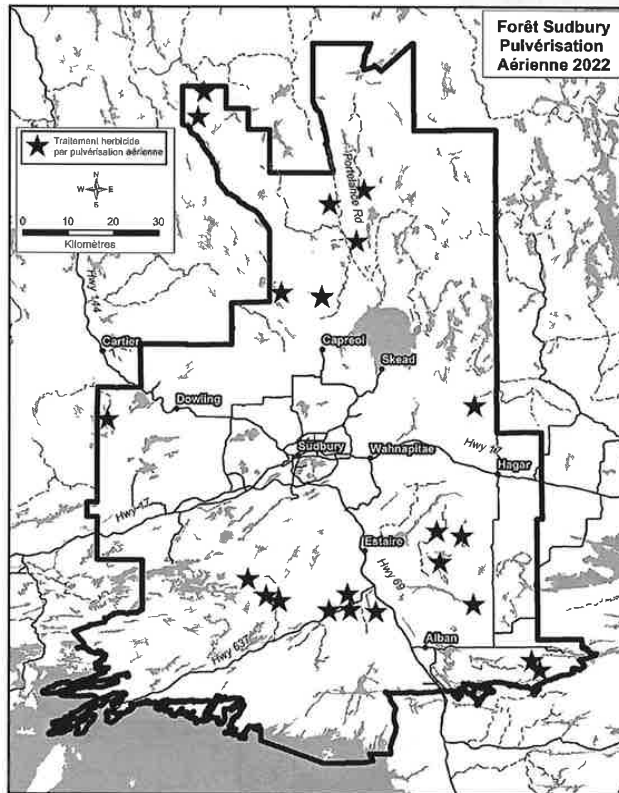 Forêt Sudbury
Pulvérisation
Aérienne 2022
Traitement herbicide
par pulvérisation aérienne
N
W E
S
0 10 20 30
Kilomètres
Portelance Rd
Hwy 144
Cartier
Capreol
Skead
Dowling
Sudbury
Wahnapitae
Hwy 17
Hagar
Hwy 17
Estaire
Hwy 69
Hwy 637
Alban